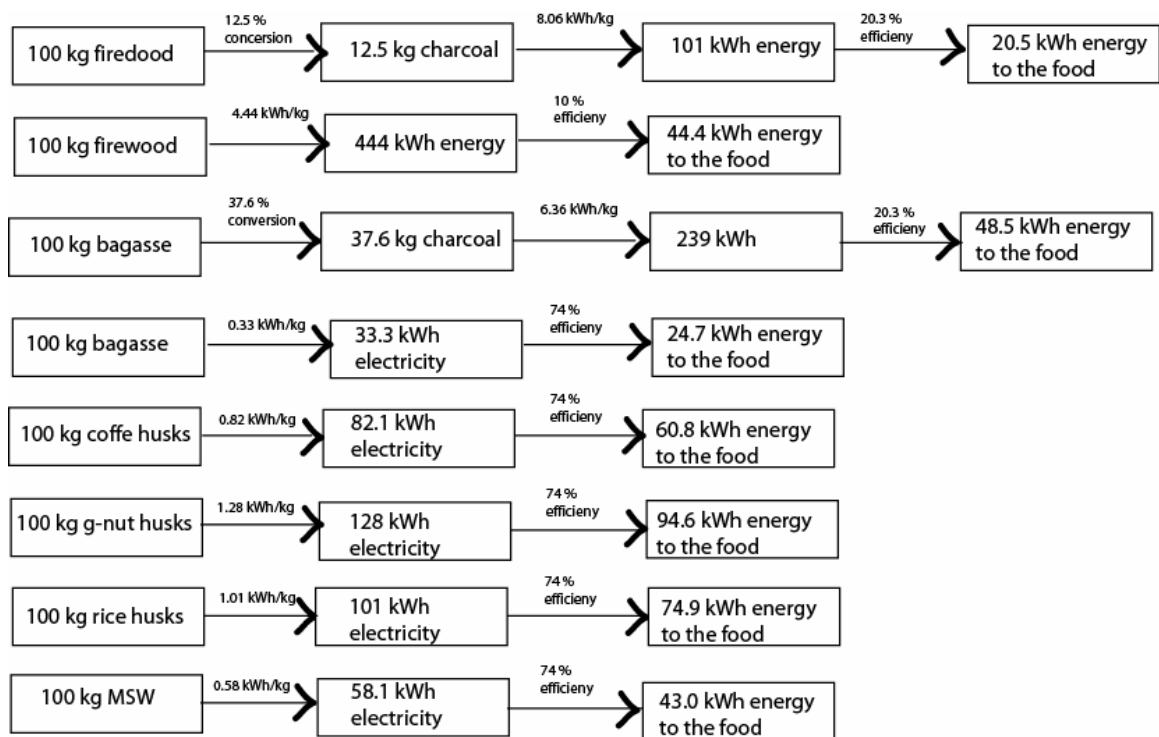 12.5 %
concersion
8.06 kWh/kg
20.3 %
efficieny
100 kg firedood
12.5 kg charcoal
101 kWh energy
20.5 kWh energy
to the food
4.44 kWh/kg
10 %
efficieny
100 kg firewood
444 kWh energy
44.4 kWh energy
to the food
37.6 %
conversion
6.36 kWh/kg
20.3 %
efficieny
100 kg bagasse
37.6 kg charcoal
239 kWh
48.5 kWh energy
to the food
0.33 kWh/kg
74 %
efficieny
100 kg bagasse
33.3 kWh
electricity
24.7 kWh energy
to the food
0.82 kWh/kg
74 %
efficieny
100 kg coffe husks
82.1 kWh
electricity
60.8 kWh energy
to the food
1.28 kWh/kg
74 %
efficieny
100 kg g-nut husks
128 kWh
electricity
94.6 kWh energy
to the food
1.01 kWh/kg
74 %
efficieny
100 kg rice husks
101 kWh
electricity
74.9 kWh energy
to the food
0.58 kWh/kg
74 %
efficieny
100 kg MSW
58.1 kWh
electricity
43.0 kWh energy
to the food